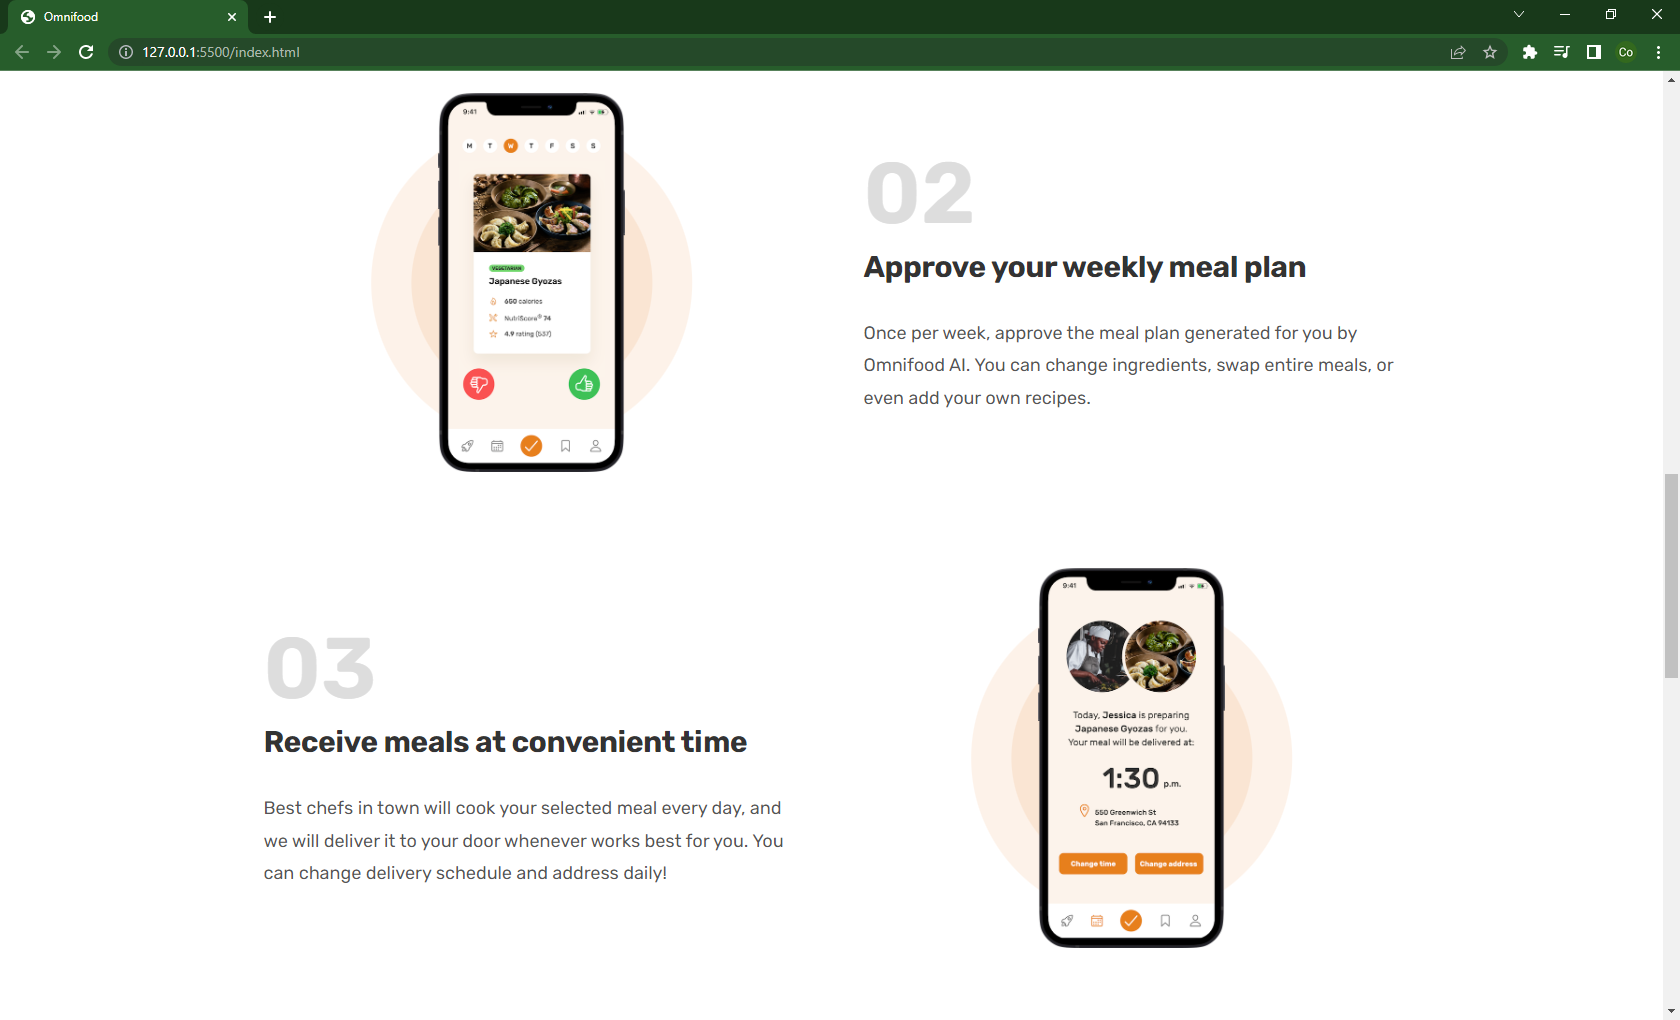 Omnifood
127.0.0.1:5500/index.html
Co
9:41
M T W T F S S
VEGETARIAN
Japanese Gyozas
650 calories
NutriScore® 74
4.9 rating (537)
02
Approve your weekly meal plan
Once per week, approve the meal plan generated for you by
Omnifood AI. You can change ingredients, swap entire meals, or
even add your own recipes.
03
Receive meals at convenient time
Best chefs in town will cook your selected meal every day, and
we will deliver it to your door whenever works best for you. You
can change delivery schedule and address daily!
9:41
Today, Jessica is preparing
Japanese Gyozas for you.
Your meal will be delivered at:
1:30 p.m.
550 Greenwich St
San Francisco, CA 94133
Change time
Change address